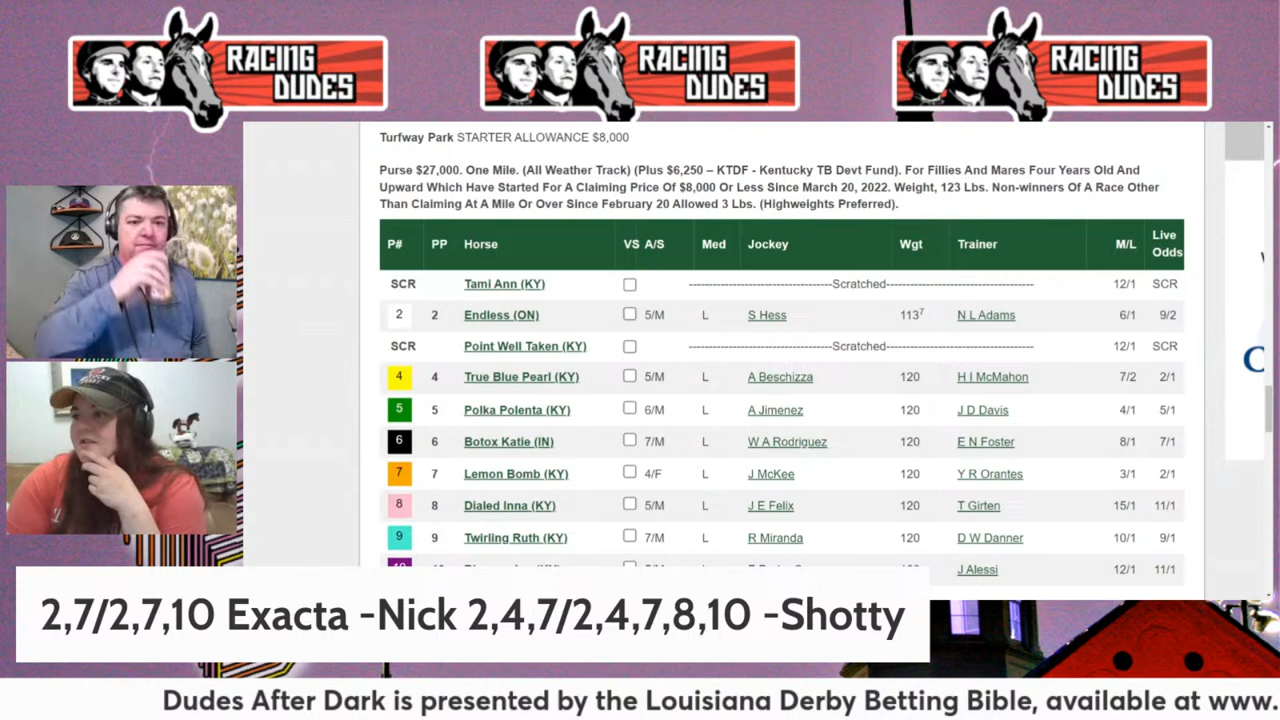 RACING DUDES
RACING DUDES
RACING DUDES
Turfway Park STARTER ALLOWANCE $8,000
Purse $27,000. One Mile. (All Weather Track) (Plus $6,250 – KTDF - Kentucky TB Devt Fund). For Fillies And Mares Four Years Old And
Upward Which Have Started For A Claiming Price Of $8,000 Or Less Since March 20, 2022. Weight, 123 Lbs. Non-winners Of A Race Other
Than Claiming At A Mile Or Over Since February 20 Allowed 3 Lbs. (Highweights Preferred).
P# PP Horse VS A/S Med Jockey Wgt Trainer M/L Live Odds
SCR Tami Ann (KY) ----------------------------------Scratched---------------------------------- 12/1 SCR
2 2 Endless (ON) 5/M L S Hess 113⁷ N L Adams 6/1 9/2
SCR Point Well Taken (KY) ----------------------------------Scratched---------------------------------- 12/1 SCR
4 4 True Blue Pearl (KY) 5/M L A Beschizza 120 H I McMahon 7/2 2/1
5 5 Polka Polenta (KY) 6/M L A Jimenez 120 J D Davis 4/1 5/1
6 6 Botox Katie (IN) 7/M L W A Rodriguez 120 E N Foster 8/1 7/1
7 7 Lemon Bomb (KY) 4/F L J McKee 120 Y R Orantes 3/1 2/1
8 8 Dialed Inna (KY) 5/M L J E Felix 120 T Girten 15/1 11/1
9 9 Twirling Ruth (KY) 7/M L R Miranda 120 D W Danner 10/1 9/1
J Alessi 12/1 11/1
2,7/2,7,10 Exacta -Nick 2,4,7/2,4,7,8,10 -Shotty
Dudes After Dark is presented by the Louisiana Derby Betting Bible, available at www.